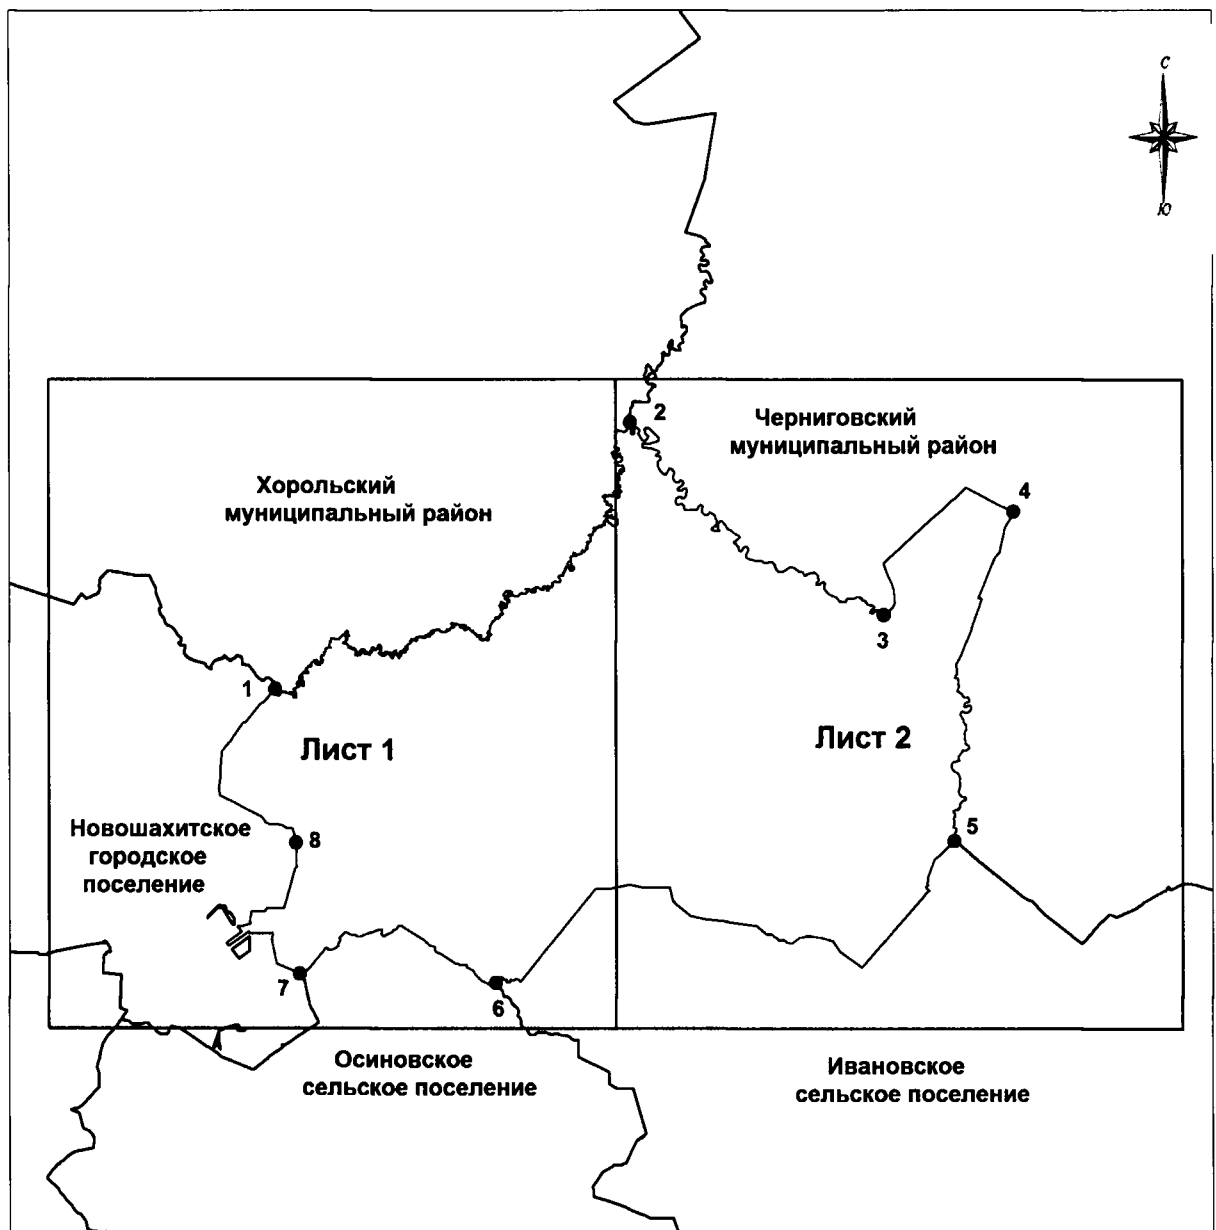 С
Ю
2
Черниговский
муниципальный район
4
Хорольский
муниципальный район
3
1
Лист 1
Лист 2
Новошахитское
городское
поселение
8
5
7
6
Осиновское
сельское поселение
Ивановское
сельское поселение